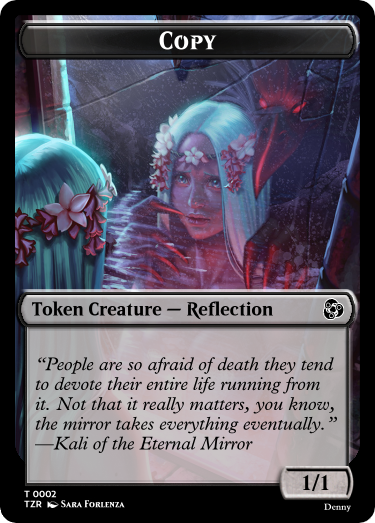 Copy
Token Creature — Reflection
“People are so afraid of death they tend
to devote their entire life running from
it. Not that it really matters, you know,
the mirror takes everything eventually.”
—Kali of the Eternal Mirror
1/1
T 0002
TZR Sara Forlenza
Denny